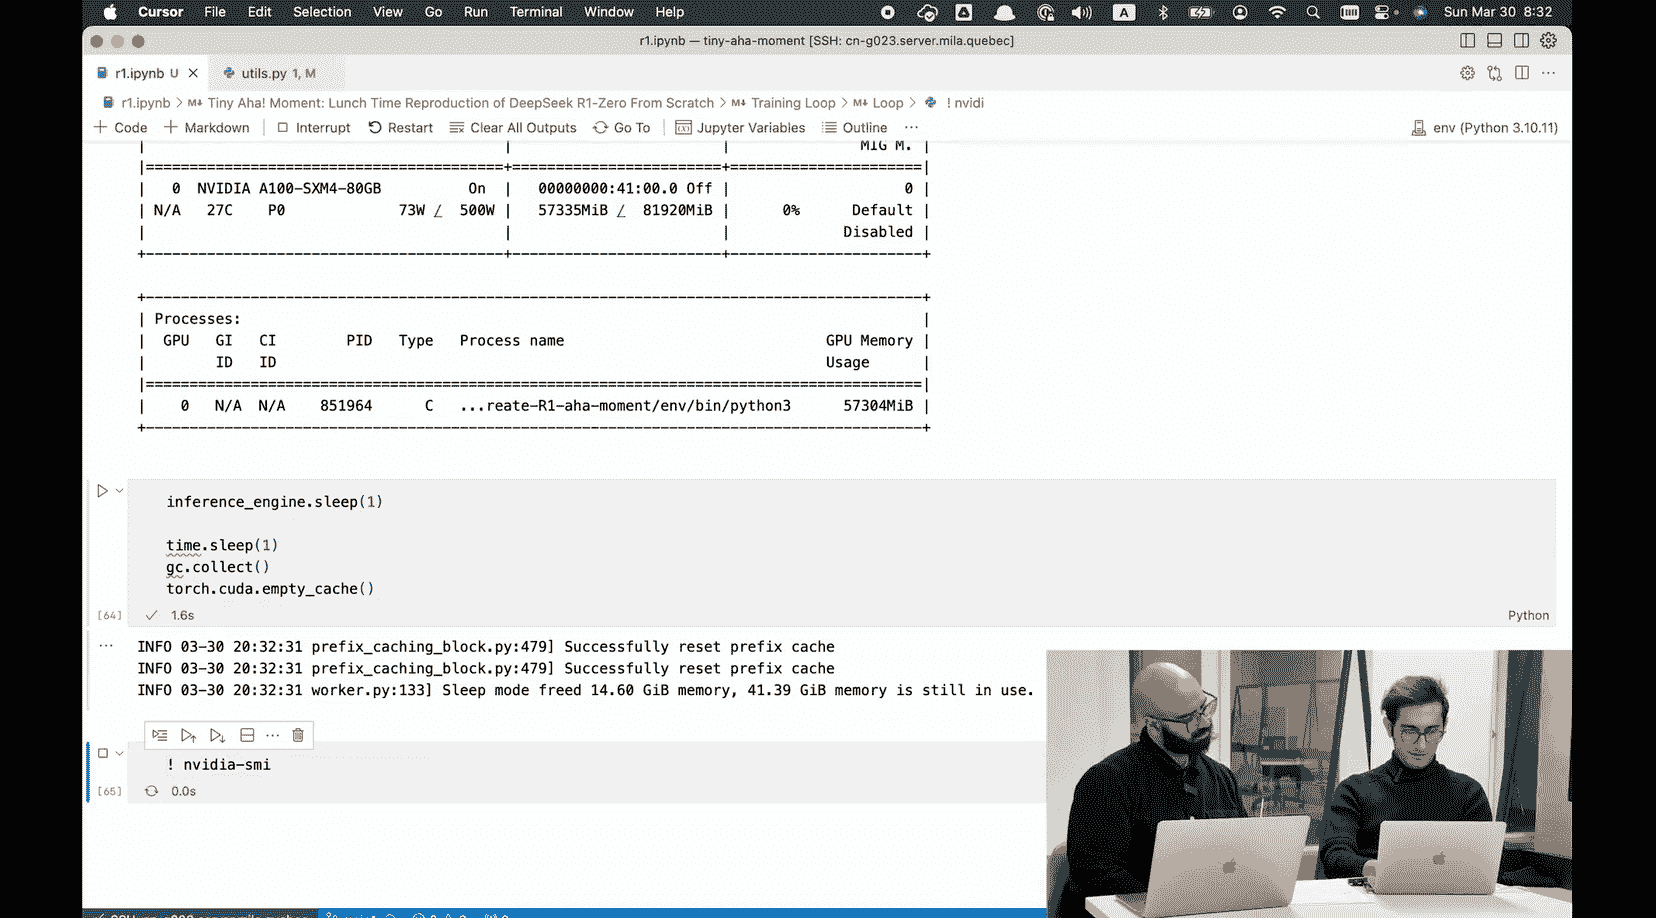 Cursor File Edit Selection View Go Run Terminal Window Help A Sun Mar 30 8:32
r1.ipynb — tiny-aha-moment [SSH: cn-g023.server.mila.quebec]
r1.ipynb U utils.py 1, M
r1.ipynb > M↓ Tiny Aha! Moment: Lunch Time Reproduction of DeepSeek R1-Zero From Scratch > M↓ Training Loop > M↓ Loop > ! nvidi
+ Code + Markdown | Interrupt Restart Clear All Outputs Go To | Jupyter Variables Outline ... env (Python 3.10.11)
| | MIG M. |
|=========================================+========================+======================|
| 0 NVIDIA A100-SXM4-80GB On | 00000000:41:00.0 Off | 0 |
| N/A 27C P0 73W / 500W | 57335MiB / 81920MiB | 0% Default |
| | | Disabled |
+-----------------------------------------+------------------------+----------------------+
+-----------------------------------------------------------------------------------------+
| Processes: |
| GPU GI CI PID Type Process name GPU Memory |
| ID ID Usage |
|=========================================================================================|
| 0 N/A N/A 851964 C ...reate-R1-aha-moment/env/bin/python3 57304MiB |
+-----------------------------------------------------------------------------------------+
inference_engine.sleep(1)
time.sleep(1)
gc.collect()
torch.cuda.empty_cache()
[64] 1.6s Python
INFO 03-30 20:32:31 prefix_caching_block.py:479] Successfully reset prefix cache
INFO 03-30 20:32:31 prefix_caching_block.py:479] Successfully reset prefix cache
INFO 03-30 20:32:31 worker.py:133] Sleep mode freed 14.60 GiB memory, 41.39 GiB memory is still in use.
! nvidia-smi
[65] 0.0s